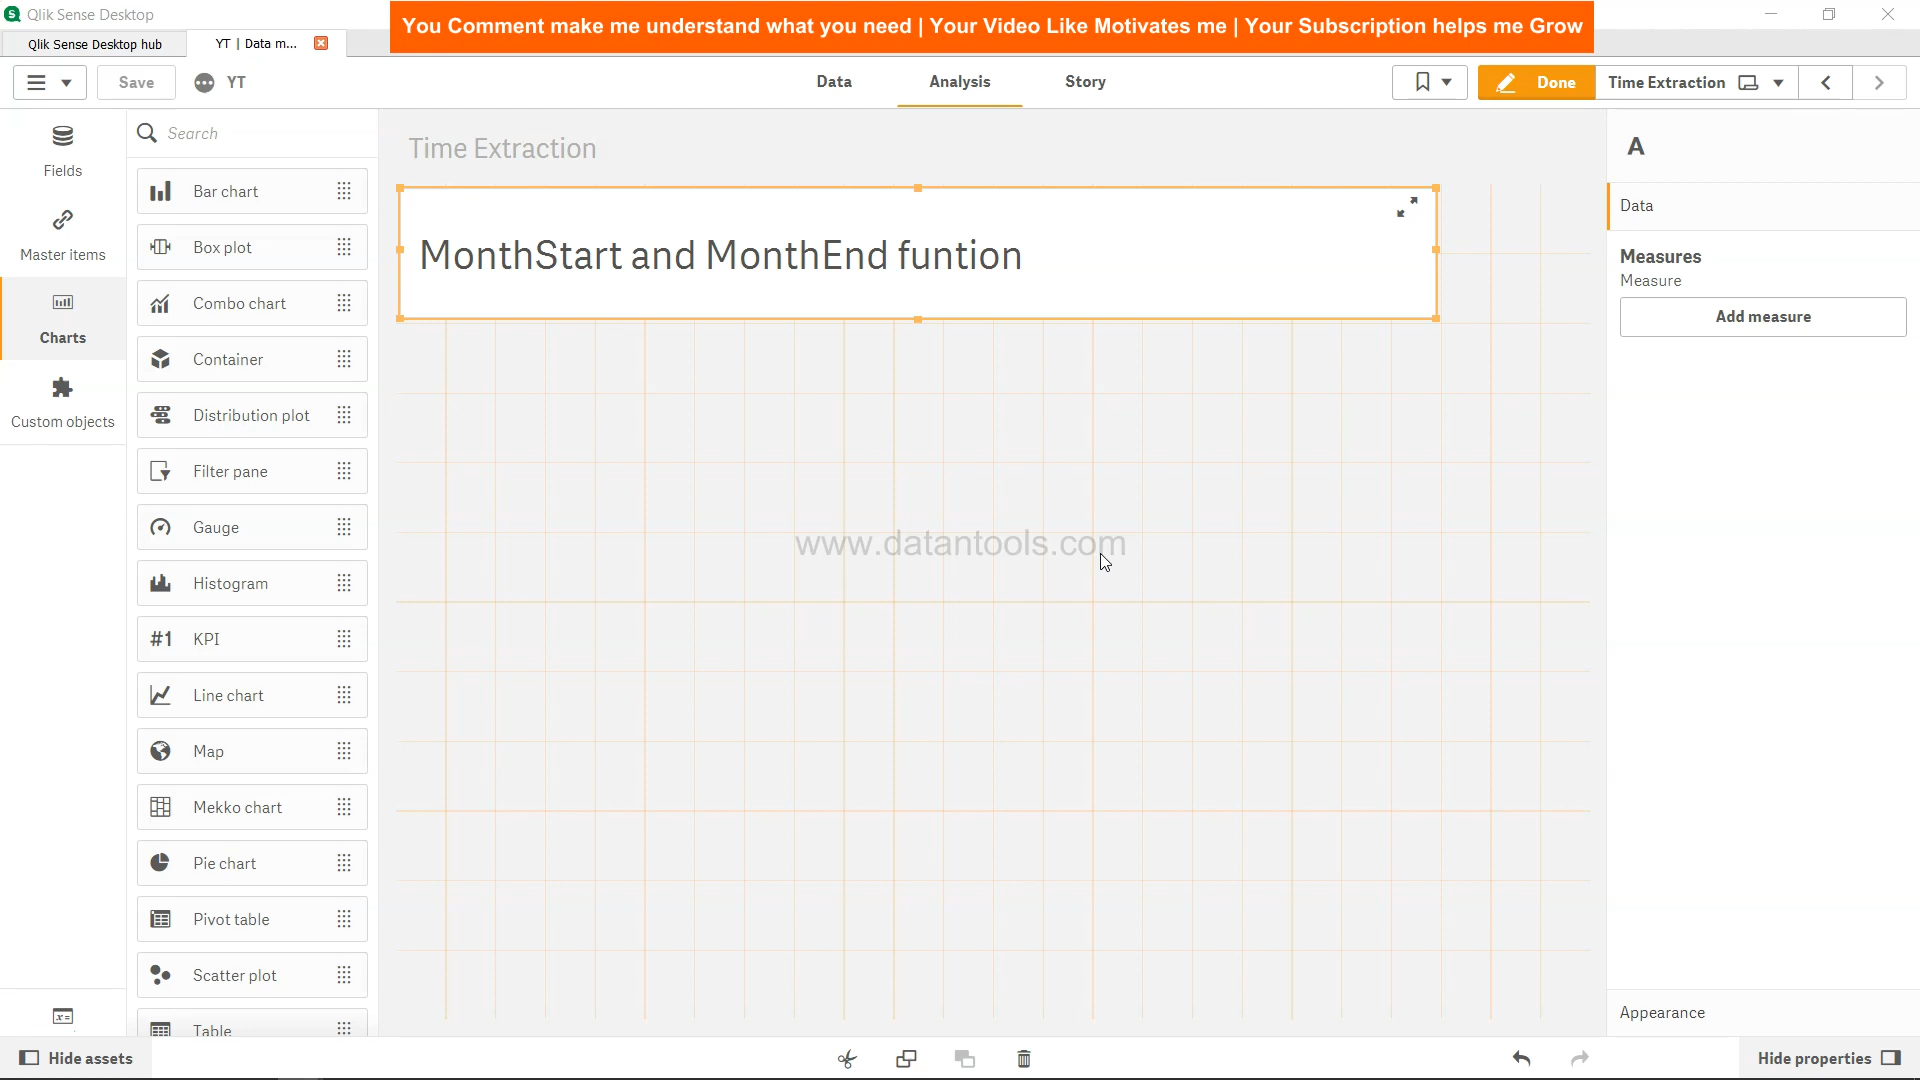 Qlik Sense Desktop
You Comment make me understand what you need | Your Video Like Motivates me | Your Subscription helps me Grow
Qlik Sense Desktop hub
YT | Data m...
Save
YT
Data
Analysis
Story
Done
Time Extraction
Fields
Master items
Charts
Custom objects
Search
Bar chart
Box plot
Combo chart
Container
Distribution plot
Filter pane
Gauge
Histogram
#1 KPI
Line chart
Map
Mekko chart
Pie chart
Pivot table
Scatter plot
Table
Time Extraction
MonthStart and MonthEnd funtion
www.datantools.com
A
Data
Measures
Measure
Add measure
Appearance
Hide assets
Hide properties